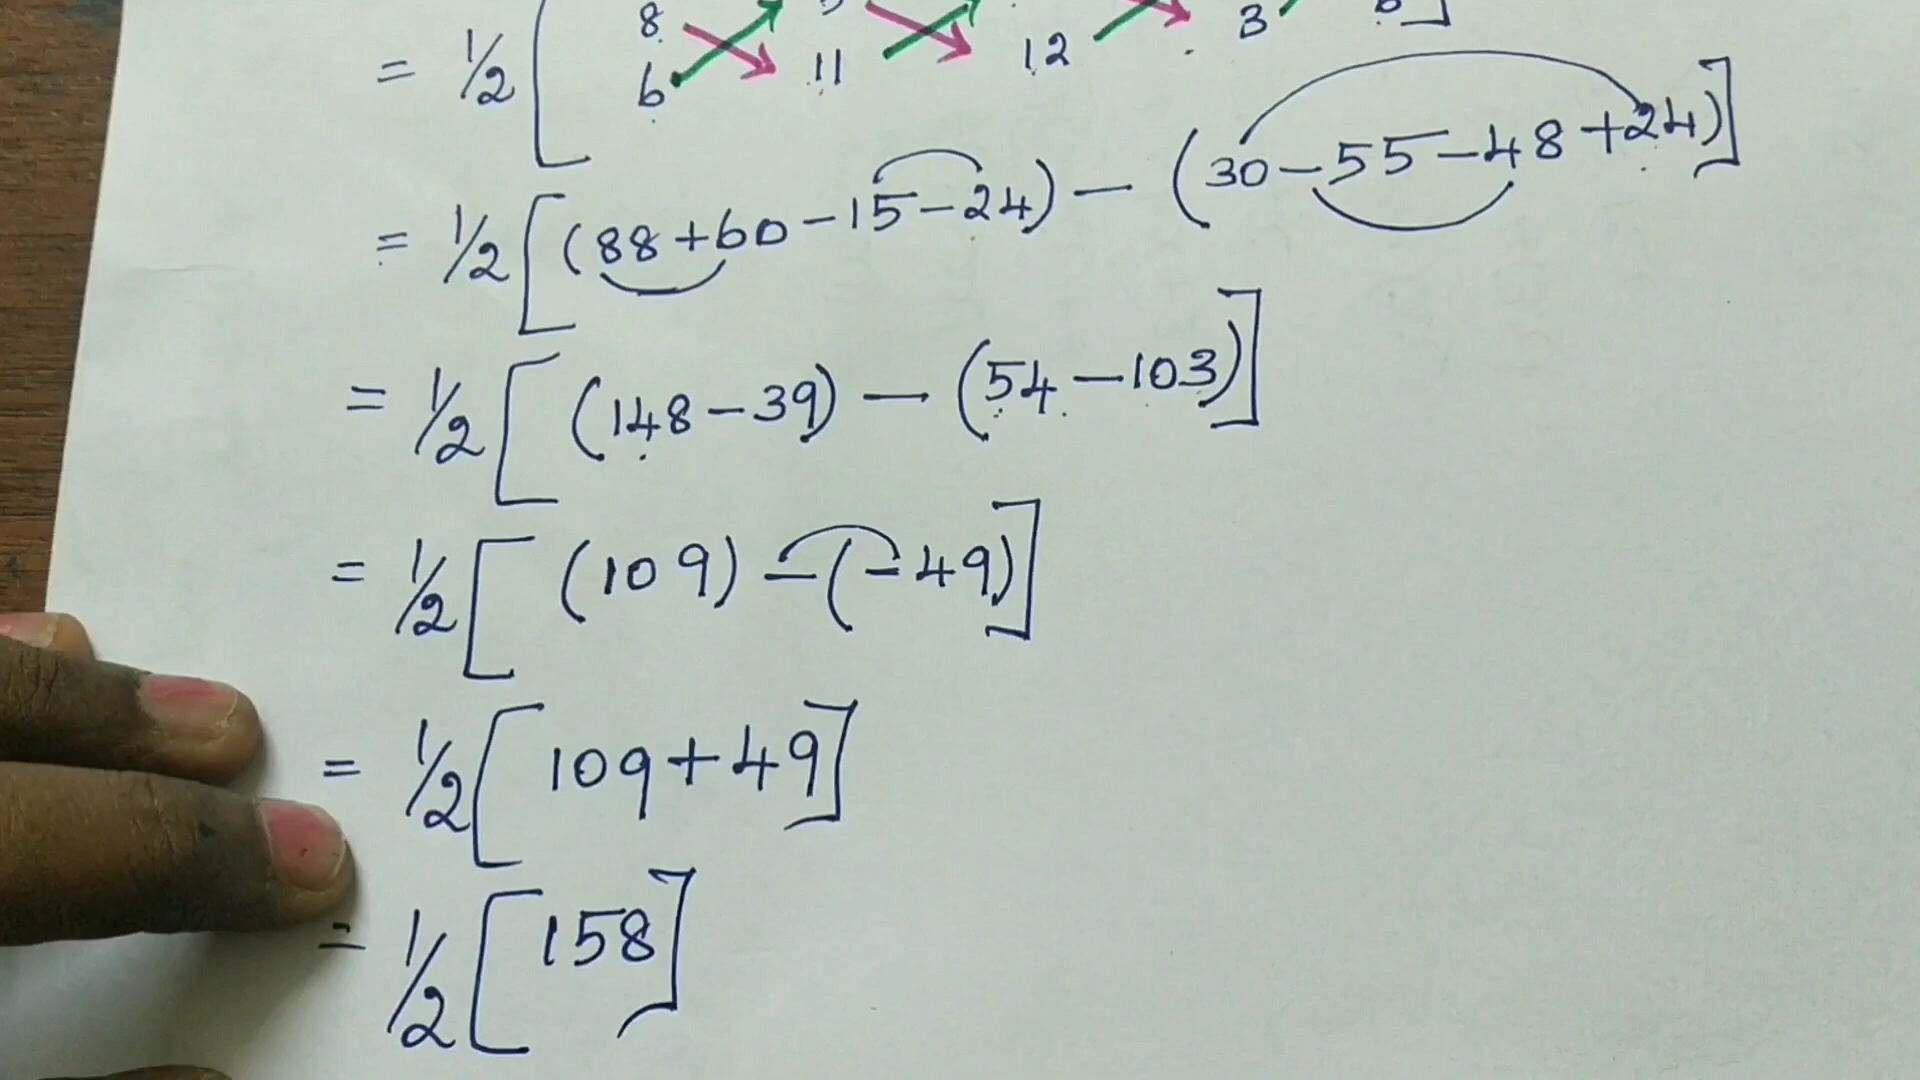 = 1/2 [ 8
6 11 12 3 ]
= 1/2 [ (88+60-15-24) - (30-55-48+24) ]
= 1/2 [ (148-39) - (54-103) ]
= 1/2 [ (109) - (-49) ]
= 1/2 [ 109+49 ]
= 1/2 [ 158 ]